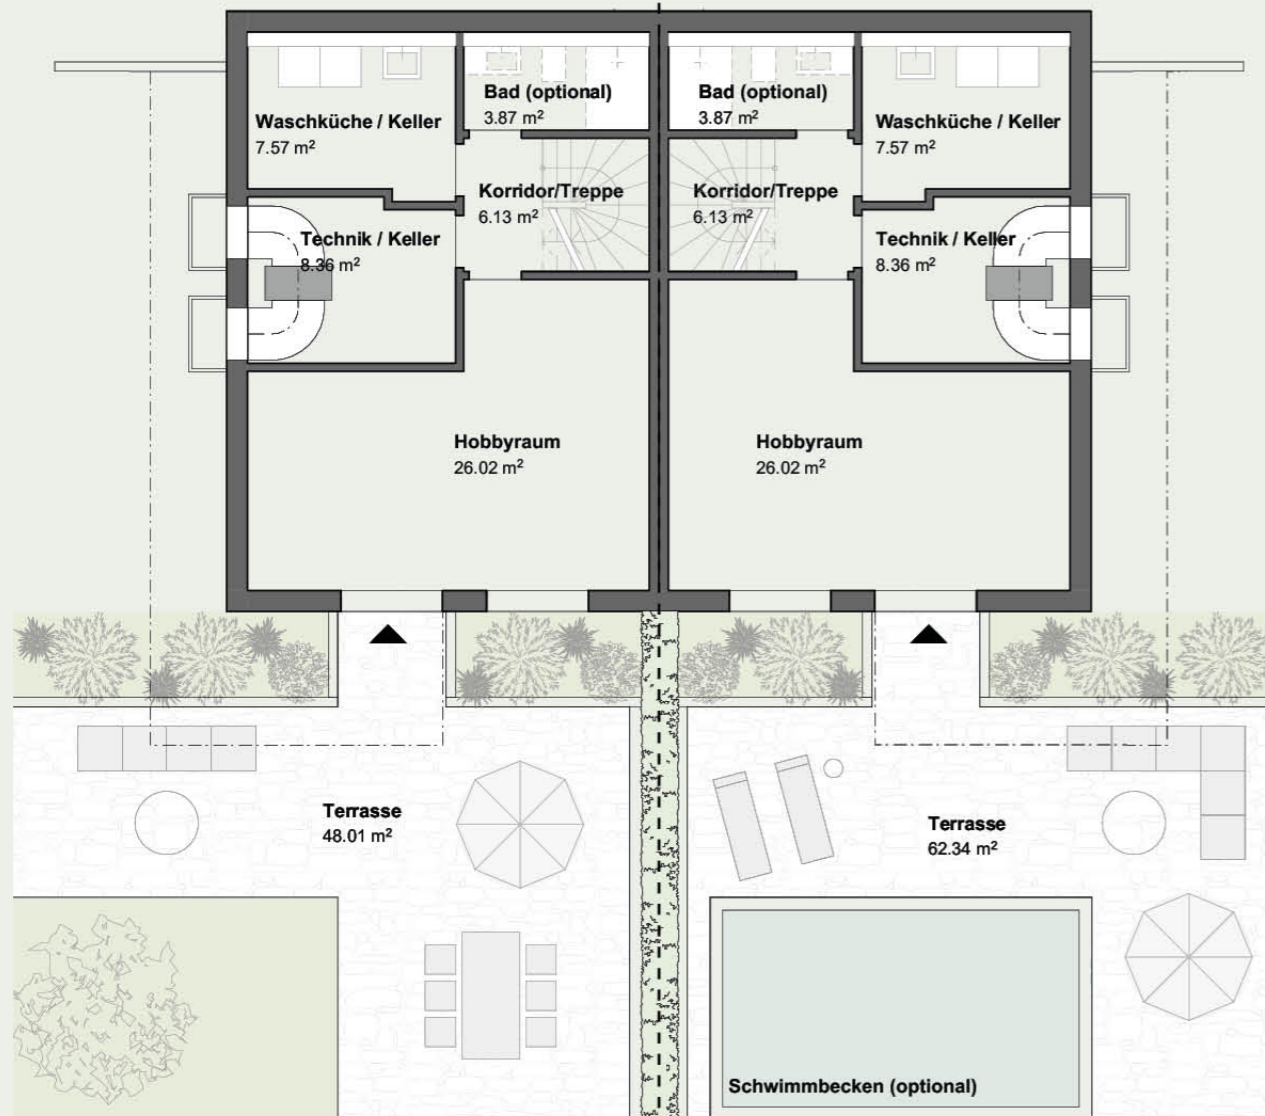 Bad (optional)
3.87 m²
Bad (optional)
3.87 m²
Waschküche / Keller
7.57 m²
Waschküche / Keller
7.57 m²
Korridor/Treppe
6.13 m²
Korridor/Treppe
6.13 m²
Technik / Keller
8.36 m²
Technik / Keller
8.36 m²
Hobbyraum
26.02 m²
Hobbyraum
26.02 m²
Terrasse
48.01 m²
Terrasse
62.34 m²
Schwimmbecken (optional)